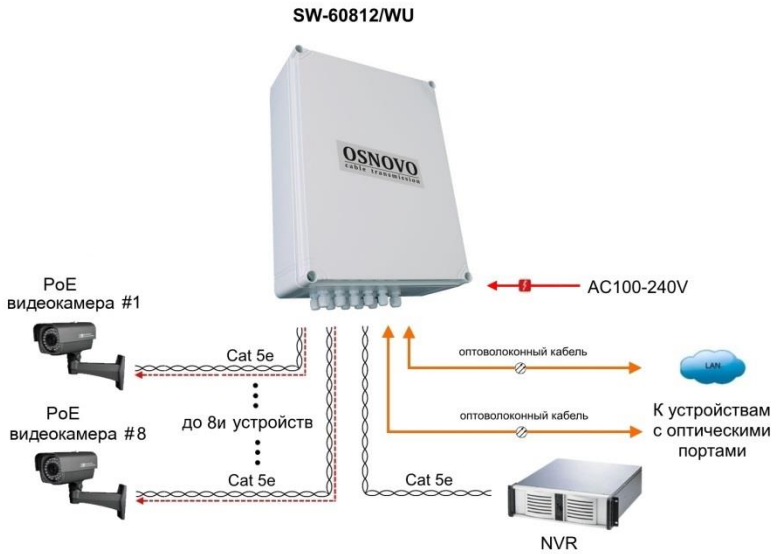 SW-60812/WU
OSNOVO
cable transmission
AC100-240V
PoE
видеокамера #1
Cat 5e
оптоволоконный кабель
LAN
до 8и устройств
PoE
видеокамера #8
Cat 5e
оптоволоконный кабель
К устройствам
с оптическими
портами
Cat 5e
NVR